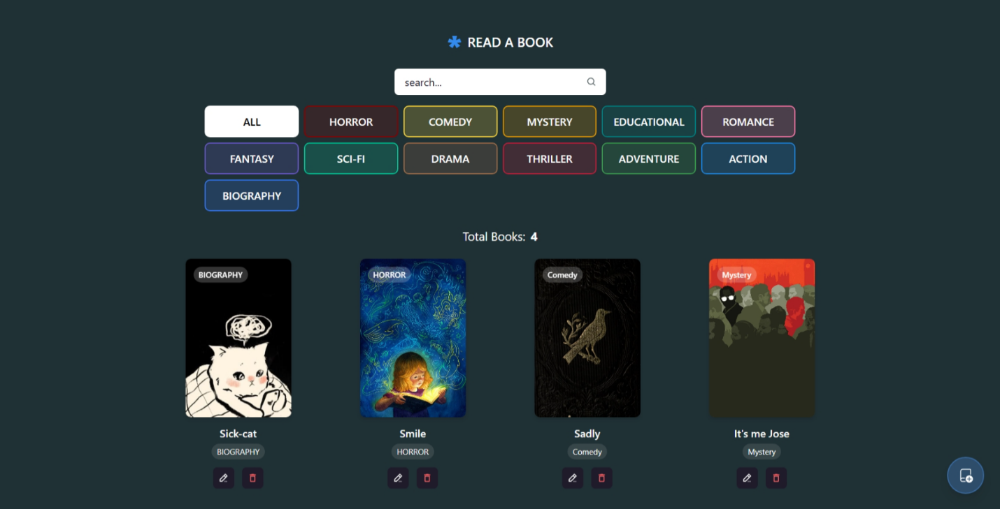 READ A BOOK
search...
ALL HORROR COMEDY MYSTERY EDUCATIONAL ROMANCE
FANTASY SCI-FI DRAMA THRILLER ADVENTURE ACTION
BIOGRAPHY
Total Books: 4
BIOGRAPHY HORROR Comedy Mystery
Sick-cat Smile Sadly It's me Jose
BIOGRAPHY HORROR Comedy Mystery